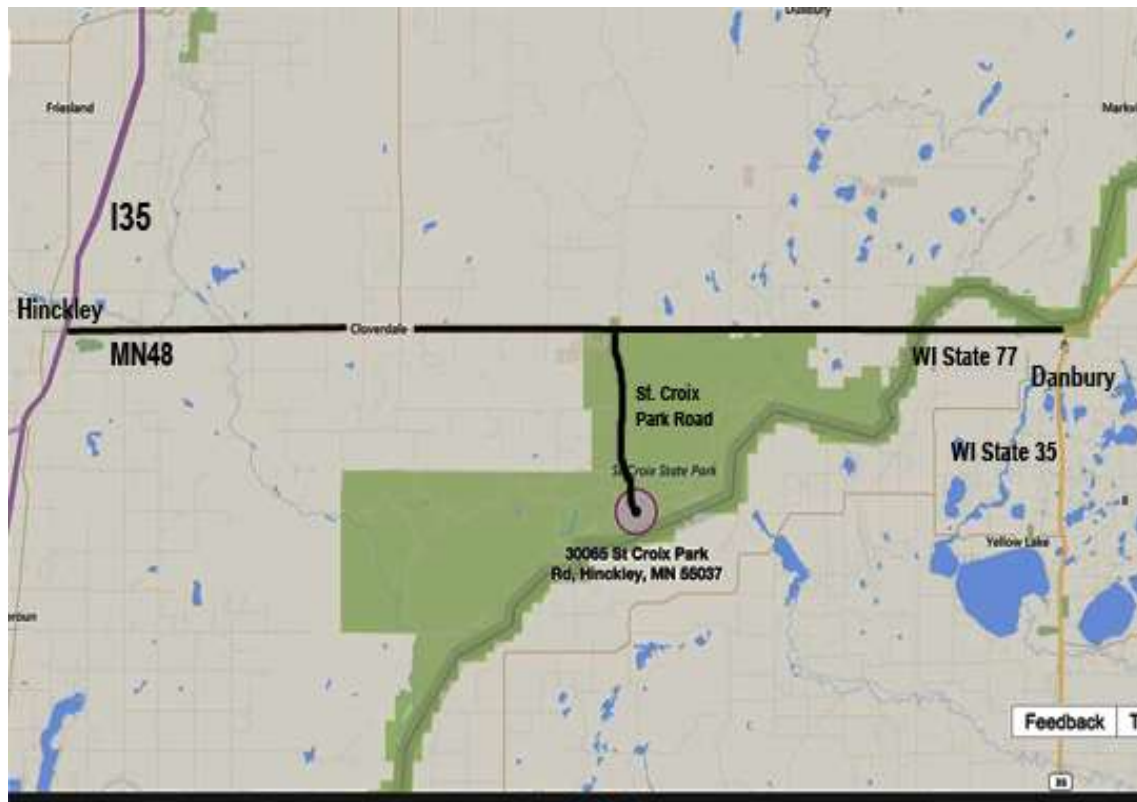 Friesland
I35
Hinckley
MN48
Cloverdale
WI State 77
Danbury
St. Croix
Park Road
St Croix State Park
WI State 35
30065 St Croix Park
Rd, Hinckley, MN 55037
Yellow Lake
Feedback
35